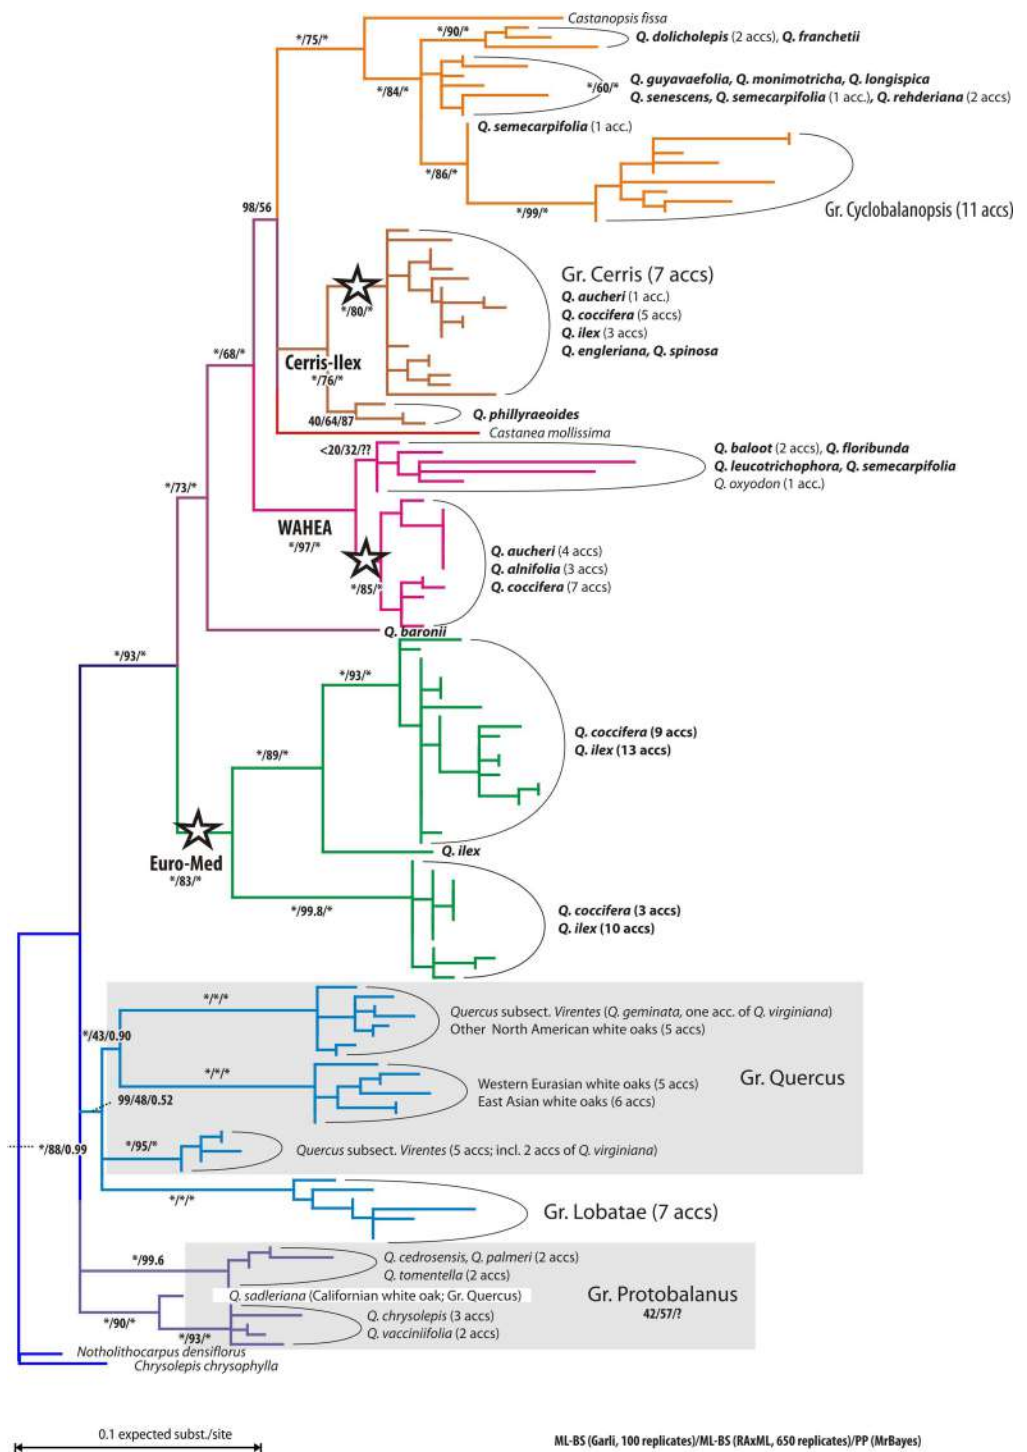 Castanopsis fissa
*/90/*
Q. dolicholepis (2 accs), Q. franchetii
*/75/*
Q. guyavaefolia, Q. monimotricha, Q. longispica
*/60/*
*/84/*
Q. senescens, Q. semecarpifolia (1 acc.), Q. rehderiana (2 accs)
Q. semecarpifolia (1 acc.)
*/86/*
*/99/*
Gr. Cyclobalanopsis (11 accs)
98/56
Gr. Cerris (7 accs)
Q. aucheri (1 acc.)
*/80/*
Q. coccifera (5 accs)
Q. ilex (3 accs)
Q. engleriana, Q. spinosa
*/68/*
Cerris-Ilex
*/76/*
40/64/87
Q. phillyraeoides
Castanea mollissima
<20/32/??
Q. baloot (2 accs), Q. floribunda
Q. leucotrichophora, Q. semecarpifolia
Q. oxyodon (1 acc.)
*/73/*
WAHEA
*/97/*
*/85/*
Q. aucheri (4 accs)
Q. alnifolia (3 accs)
Q. coccifera (7 accs)
Q. baronii
*/93/*
*/93/*
Q. coccifera (9 accs)
Q. ilex (13 accs)
*/89/*
Q. ilex
Euro-Med
*/83/*
*/99.8/*
Q. coccifera (3 accs)
Q. ilex (10 accs)
*/*/*
Quercus subsect. Virentes (Q. geminata, one acc. of Q. virginiana)
Other North American white oaks (5 accs)
*/43/0.90
*/*/*
Gr. Quercus
Western Eurasian white oaks (5 accs)
East Asian white oaks (6 accs)
99/48/0.52
*/88/0.99
*/95/*
Quercus subsect. Virentes (5 accs; incl. 2 accs of Q. virginiana)
*/*/*
Gr. Lobatae (7 accs)
*/99.6
Q. cedrosensis, Q. palmeri (2 accs)
Q. tomentella (2 accs)
Q. sadleriana (Californian white oak; Gr. Quercus)
Gr. Protobalanus
42/57/?
Q. chrysolepis (3 accs)
*/90/*
*/93/*
Q. vacciniifolia (2 accs)
Notholithocarpus densiflorus
Chrysolepis chrysophylla
0.1 expected subst./site
ML-BS (Garli, 100 replicates)/ML-BS (RAxML, 650 replicates)/PP (MrBayes)